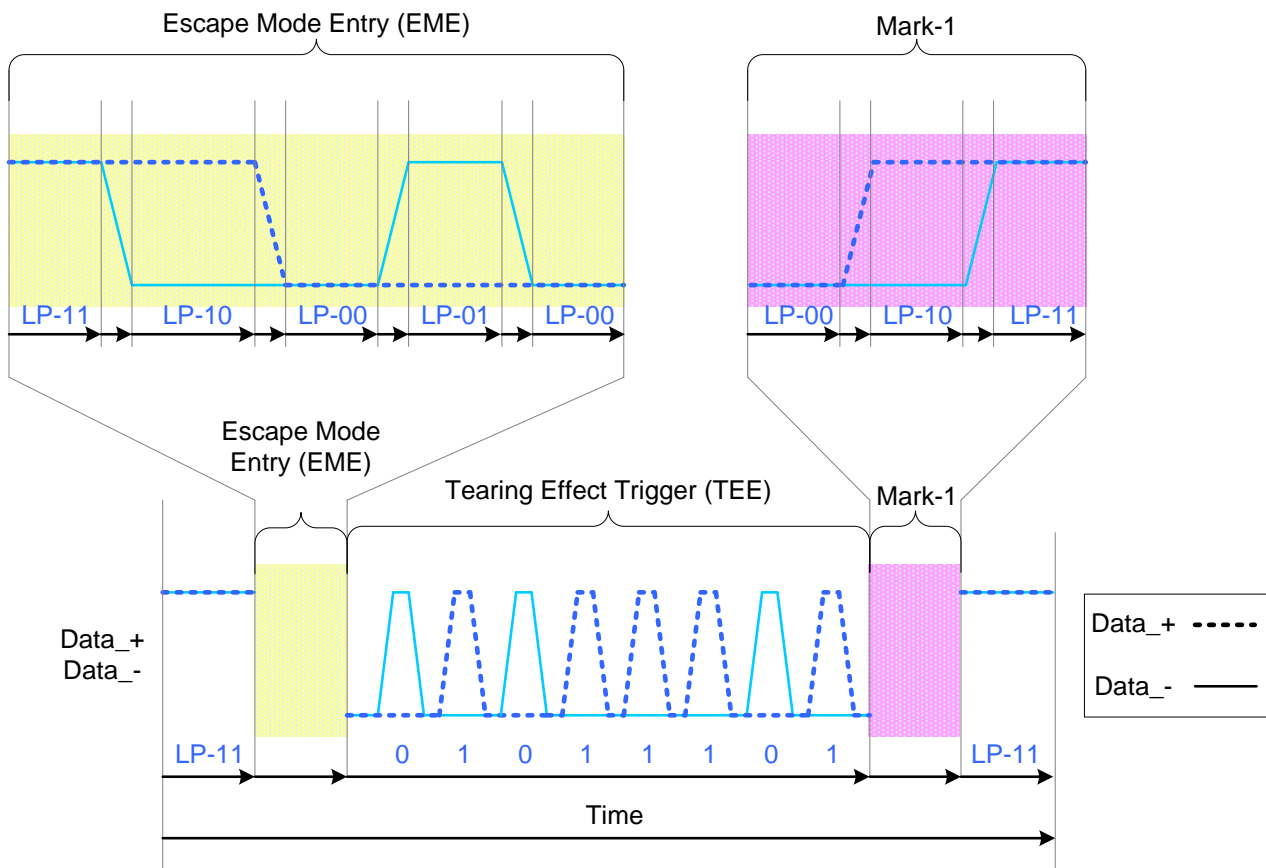 Escape Mode Entry (EME)
Mark-1
LP-11 LP-10 LP-00 LP-01 LP-00
LP-00 LP-10 LP-11
Escape Mode
Entry (EME)
Tearing Effect Trigger (TEE)
Mark-1
Data_+
Data_-
Data_+
Data_-
LP-11 0 1 0 1 1 1 0 1 LP-11
Time